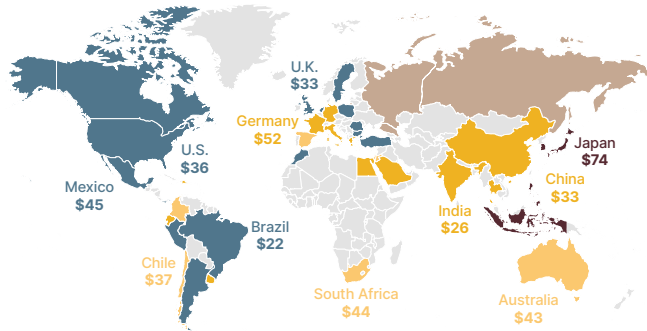 U.K.
$33
Germany
$52
U.S.
$36
Mexico
$45
Japan
$74
China
$33
India
$26
Brazil
$22
Chile
$37
South Africa
$44
Australia
$43